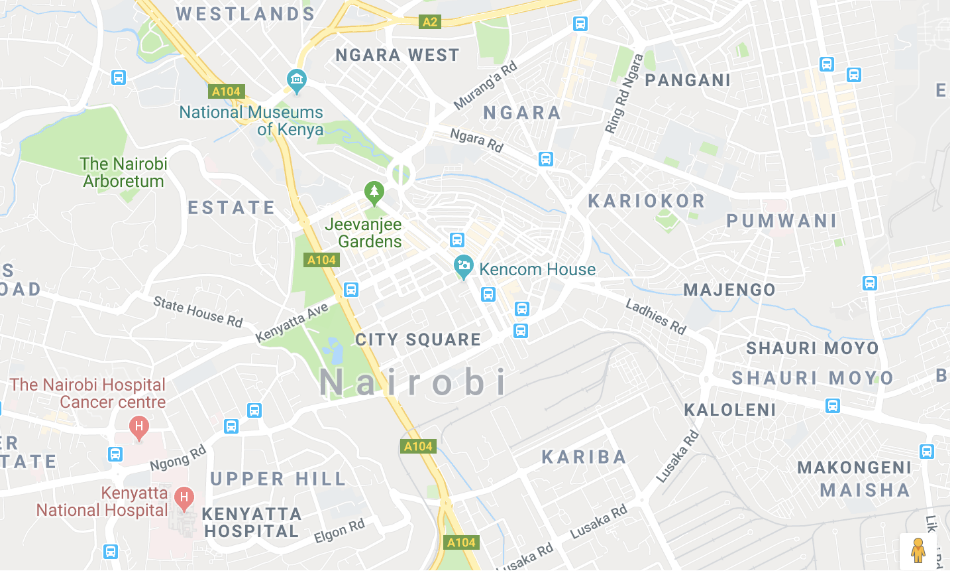 WESTLANDS
A2
NGARA WEST
PANGANI
Murang'a Rd
A104
National Museums
of Kenya
NGARA
Ring Rd Ngara
E
Ngara Rd
The Nairobi
Arboretum
ESTATE
KARIOKOR
PUMWANI
Jeevanjee
Gardens
A104
Kencom House
S
OAD
MAJENGO
State House Rd
Kenyatta Ave
Ladhies Rd
CITY SQUARE
SHAURI MOYO
Nairobi
SHAURI MOYO
B
The Nairobi Hospital
Cancer centre
KALOLENI
H
ER
TATE
A104
Ngong Rd
KARIBA
Lusaka Rd
MAKONGENI
UPPER HILL
MAISHA
Kenyatta
National Hospital
H
KENYATTA
HOSPITAL
Elgon Rd
Lusaka Rd
Lik
Rd
A104
Lusaka Rd